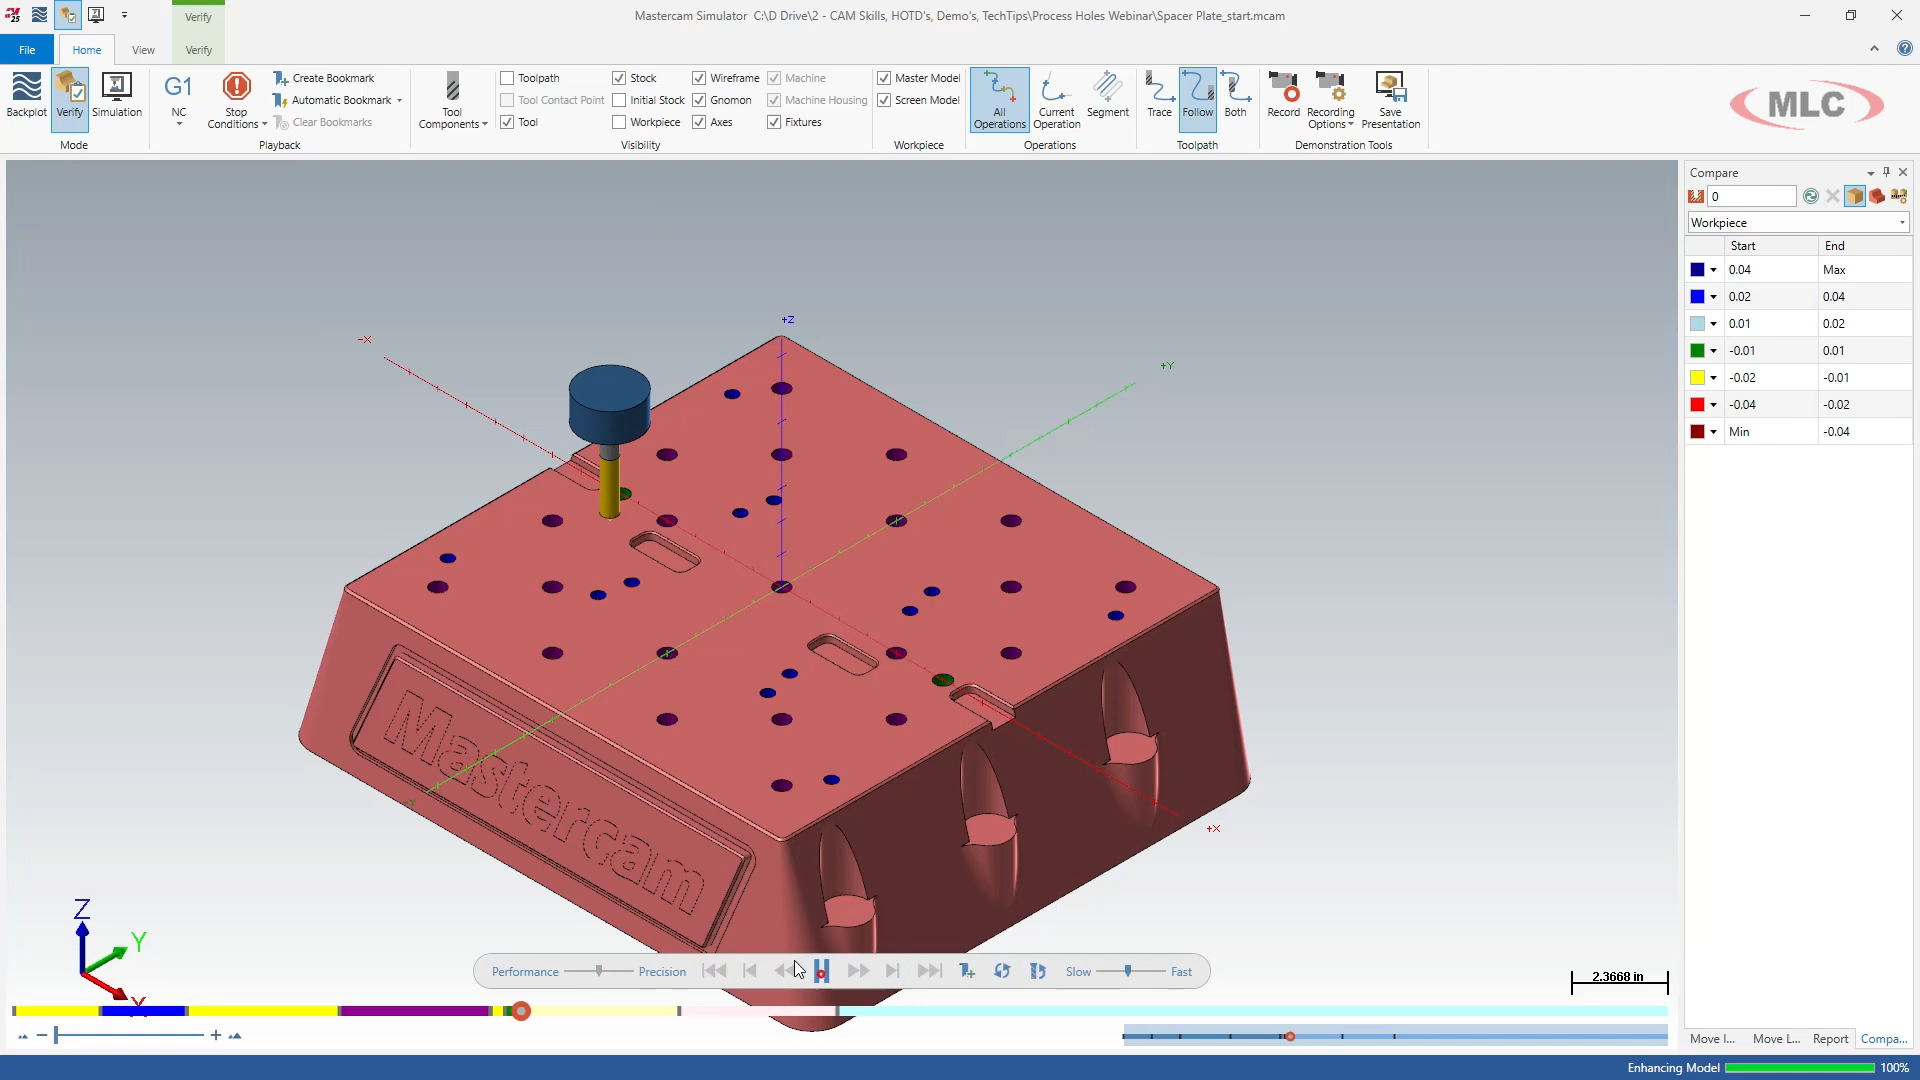 25
Verify
Mastercam Simulator C:\D Drive\2 - CAM Skills, HOTD's, Demo's, TechTips\Process Holes Webinar\Spacer Plate_start.mcam
File
Home
View
Verify
Backplot
Verify
Simulation
Mode
G1
NC
Stop Conditions
Create Bookmark
Automatic Bookmark
Clear Bookmarks
Playback
Tool Components
Toolpath
Tool Contact Point
Tool
Stock
Initial Stock
Workpiece
Wireframe
Gnomon
Axes
Machine
Machine Housing
Fixtures
Visibility
Master Model
Screen Model
Workpiece
All Operations
Current Operation
Segment
Operations
Trace
Follow
Both
Toolpath
Record
Recording Options
Save Presentation
Demonstration Tools
MLC
Compare
0
Workpiece
Start End
0.04 Max
0.02 0.04
0.01 0.02
-0.01 0.01
-0.02 -0.01
-0.04 -0.02
Min -0.04
+Z
-X
+Y
+X
Mastercam
Z
Y
X
Performance
Precision
Slow
Fast
2.3668 in
Move I...
Move L...
Report
Compa...
Enhancing Model
100%